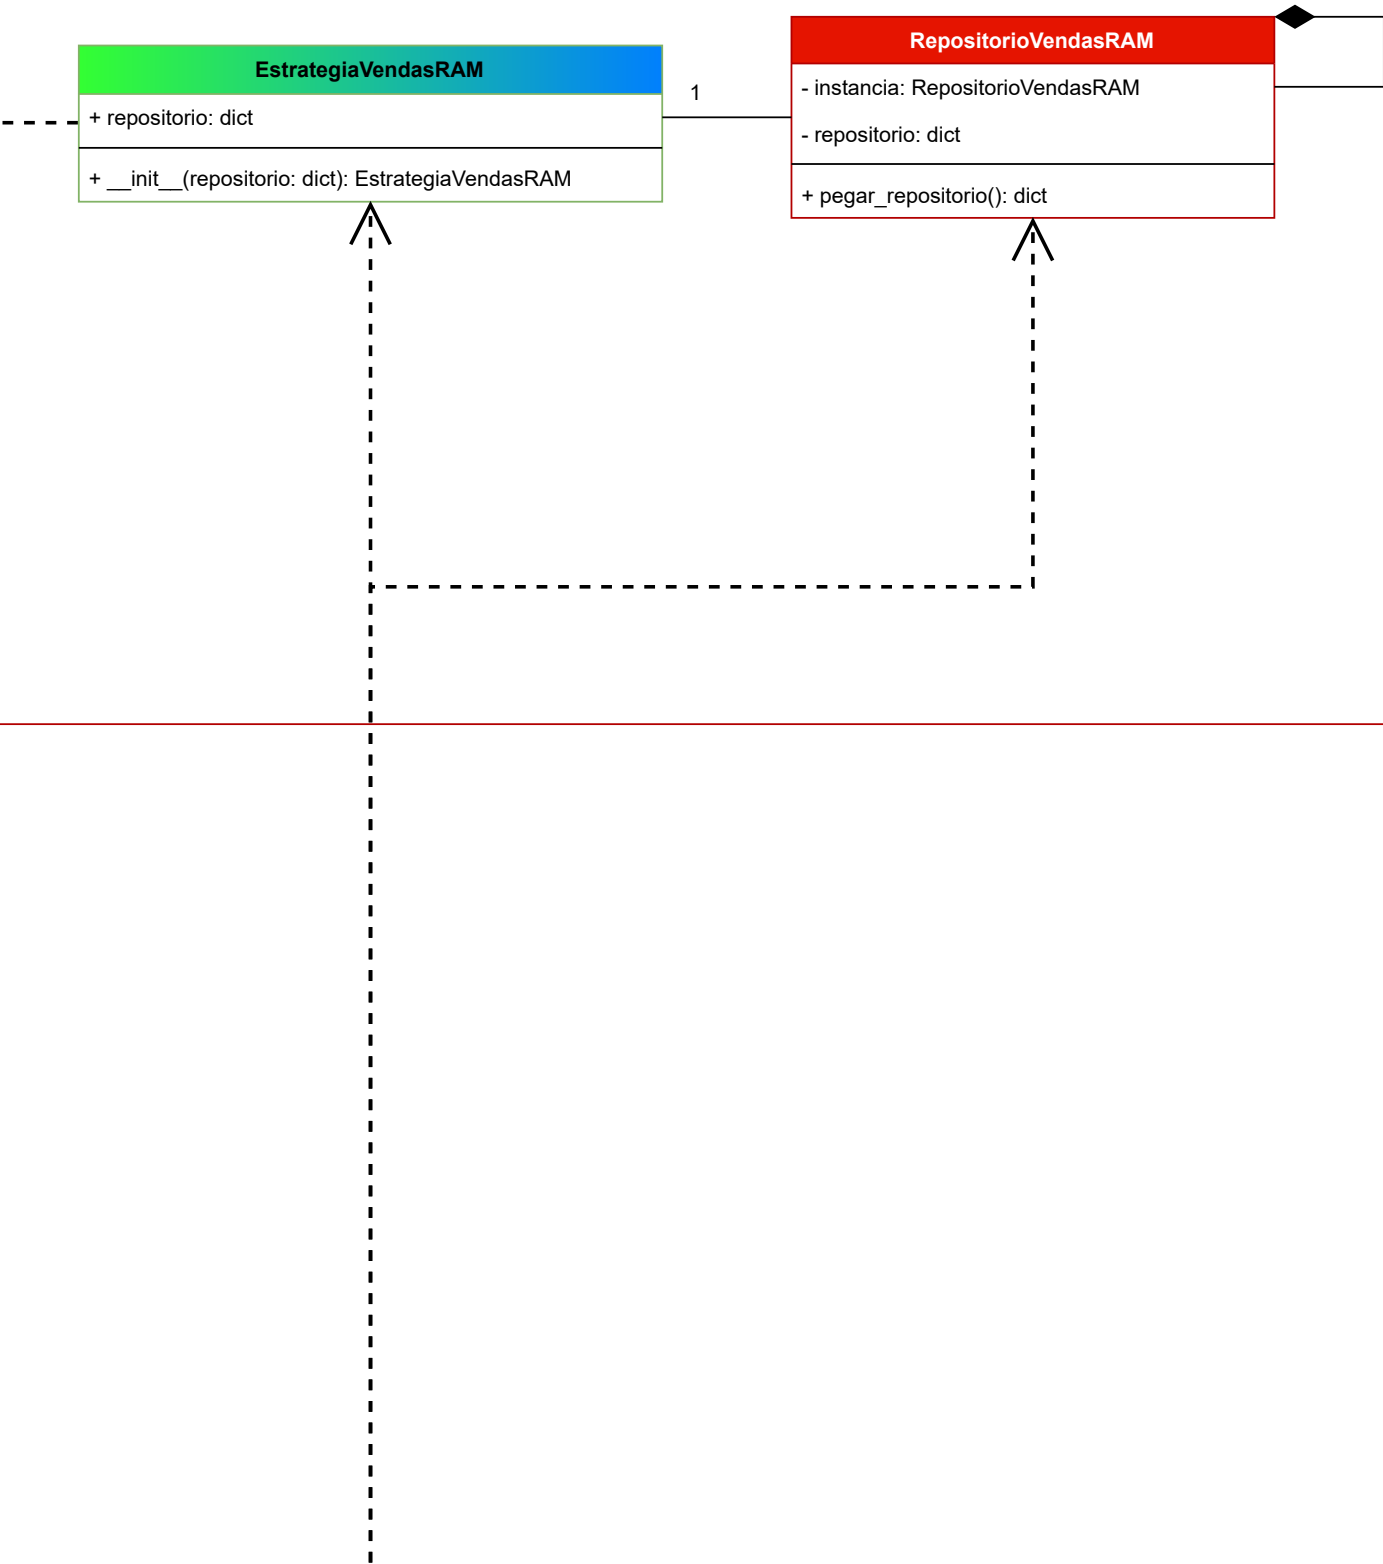 EstrategiaVendasRAM
+ repositorio: dict
+ __init__(repositorio: dict): EstrategiaVendasRAM
1
RepositorioVendasRAM
- instancia: RepositorioVendasRAM
- repositorio: dict
+ pegar_repositorio(): dict